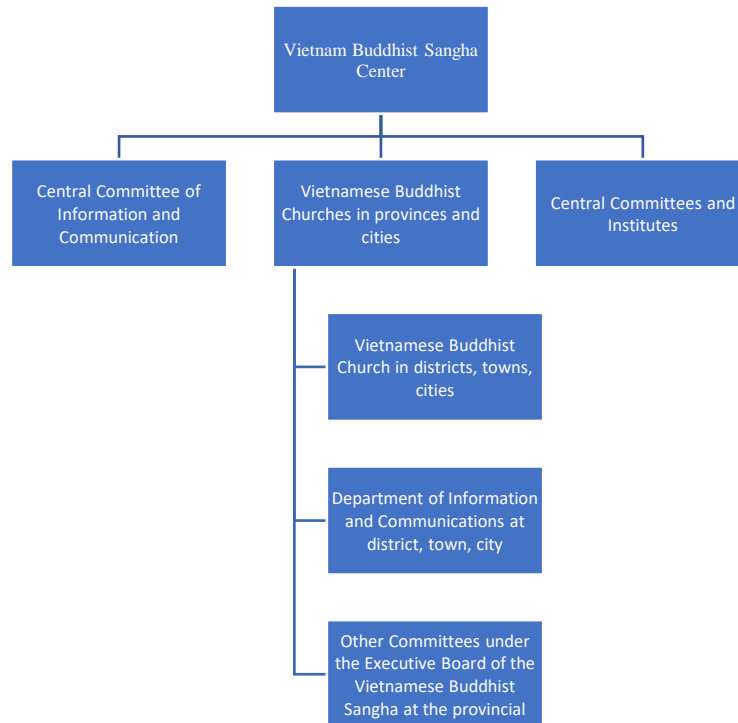 Vietnam Buddhist Sangha
Center
Central Committee of
Information and
Communication
Vietnamese Buddhist
Churches in provinces and
cities
Central Committees and
Institutes
Vietnamese Buddhist
Church in districts, towns,
cities
Department of Information
and Communications at
district, town, city
Other Committees under
the Executive Board of the
Vietnamese Buddhist
Sangha at the provincial